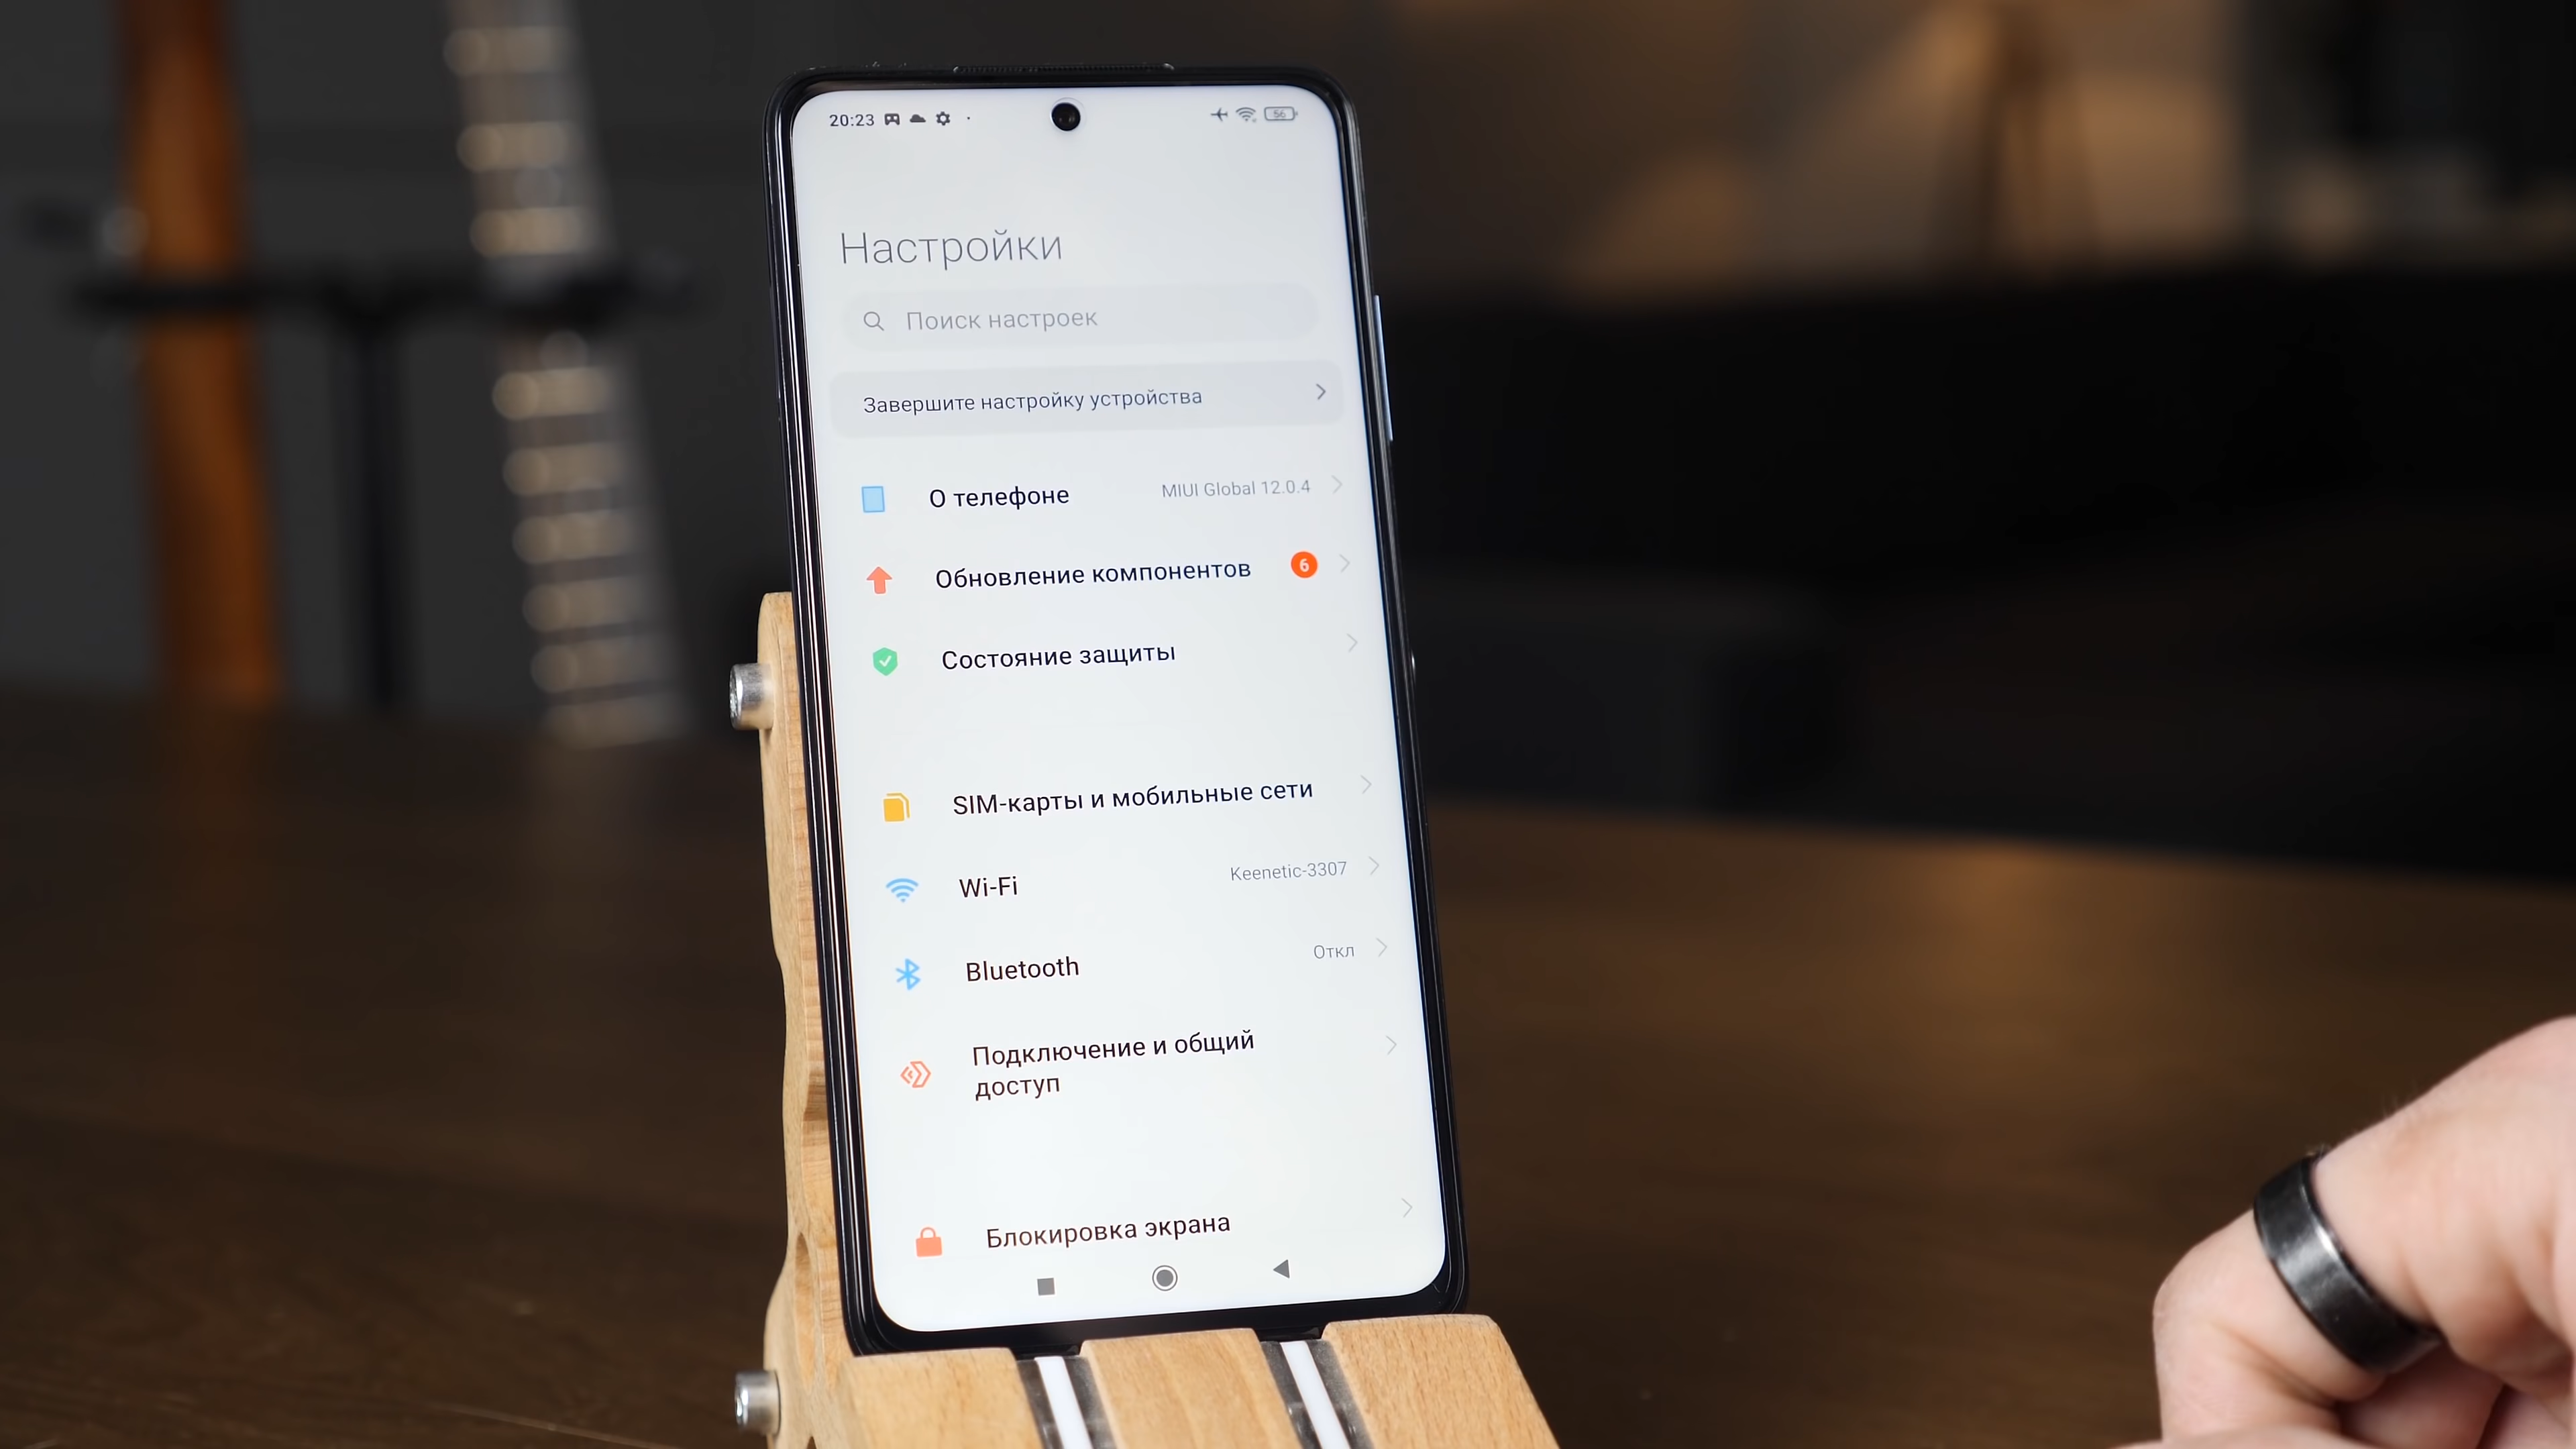 20:23
56
Настройки
Поиск настроек
Завершите настройку устройства
О телефоне MIUI Global 12.0.4
Обновление компонентов 6
Состояние защиты
SIM-карты и мобильные сети
Wi-Fi Keenetic-3307
Bluetooth Откл
Подключение и общий
доступ
Блокировка экрана